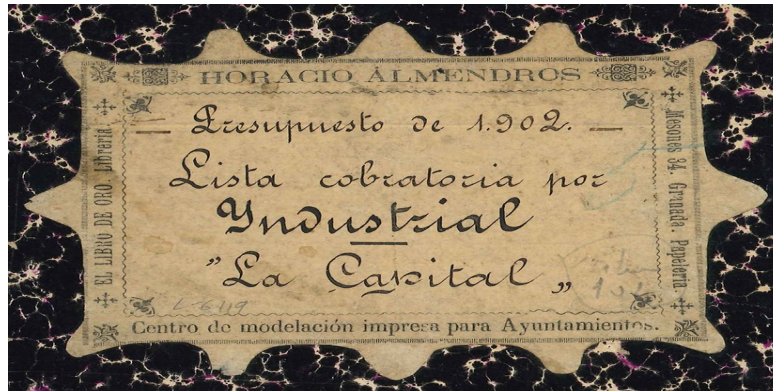 HORACIO ALMENDROS
EL LIBRO DE ORO. Librería
Presupuesto de 1.902.
Lista cobratoria por
Yndustrial
"La Capital„
L-649
Mesones 34. Granada. Papelería.
Centro de modelación impresa para Ayuntamientos.